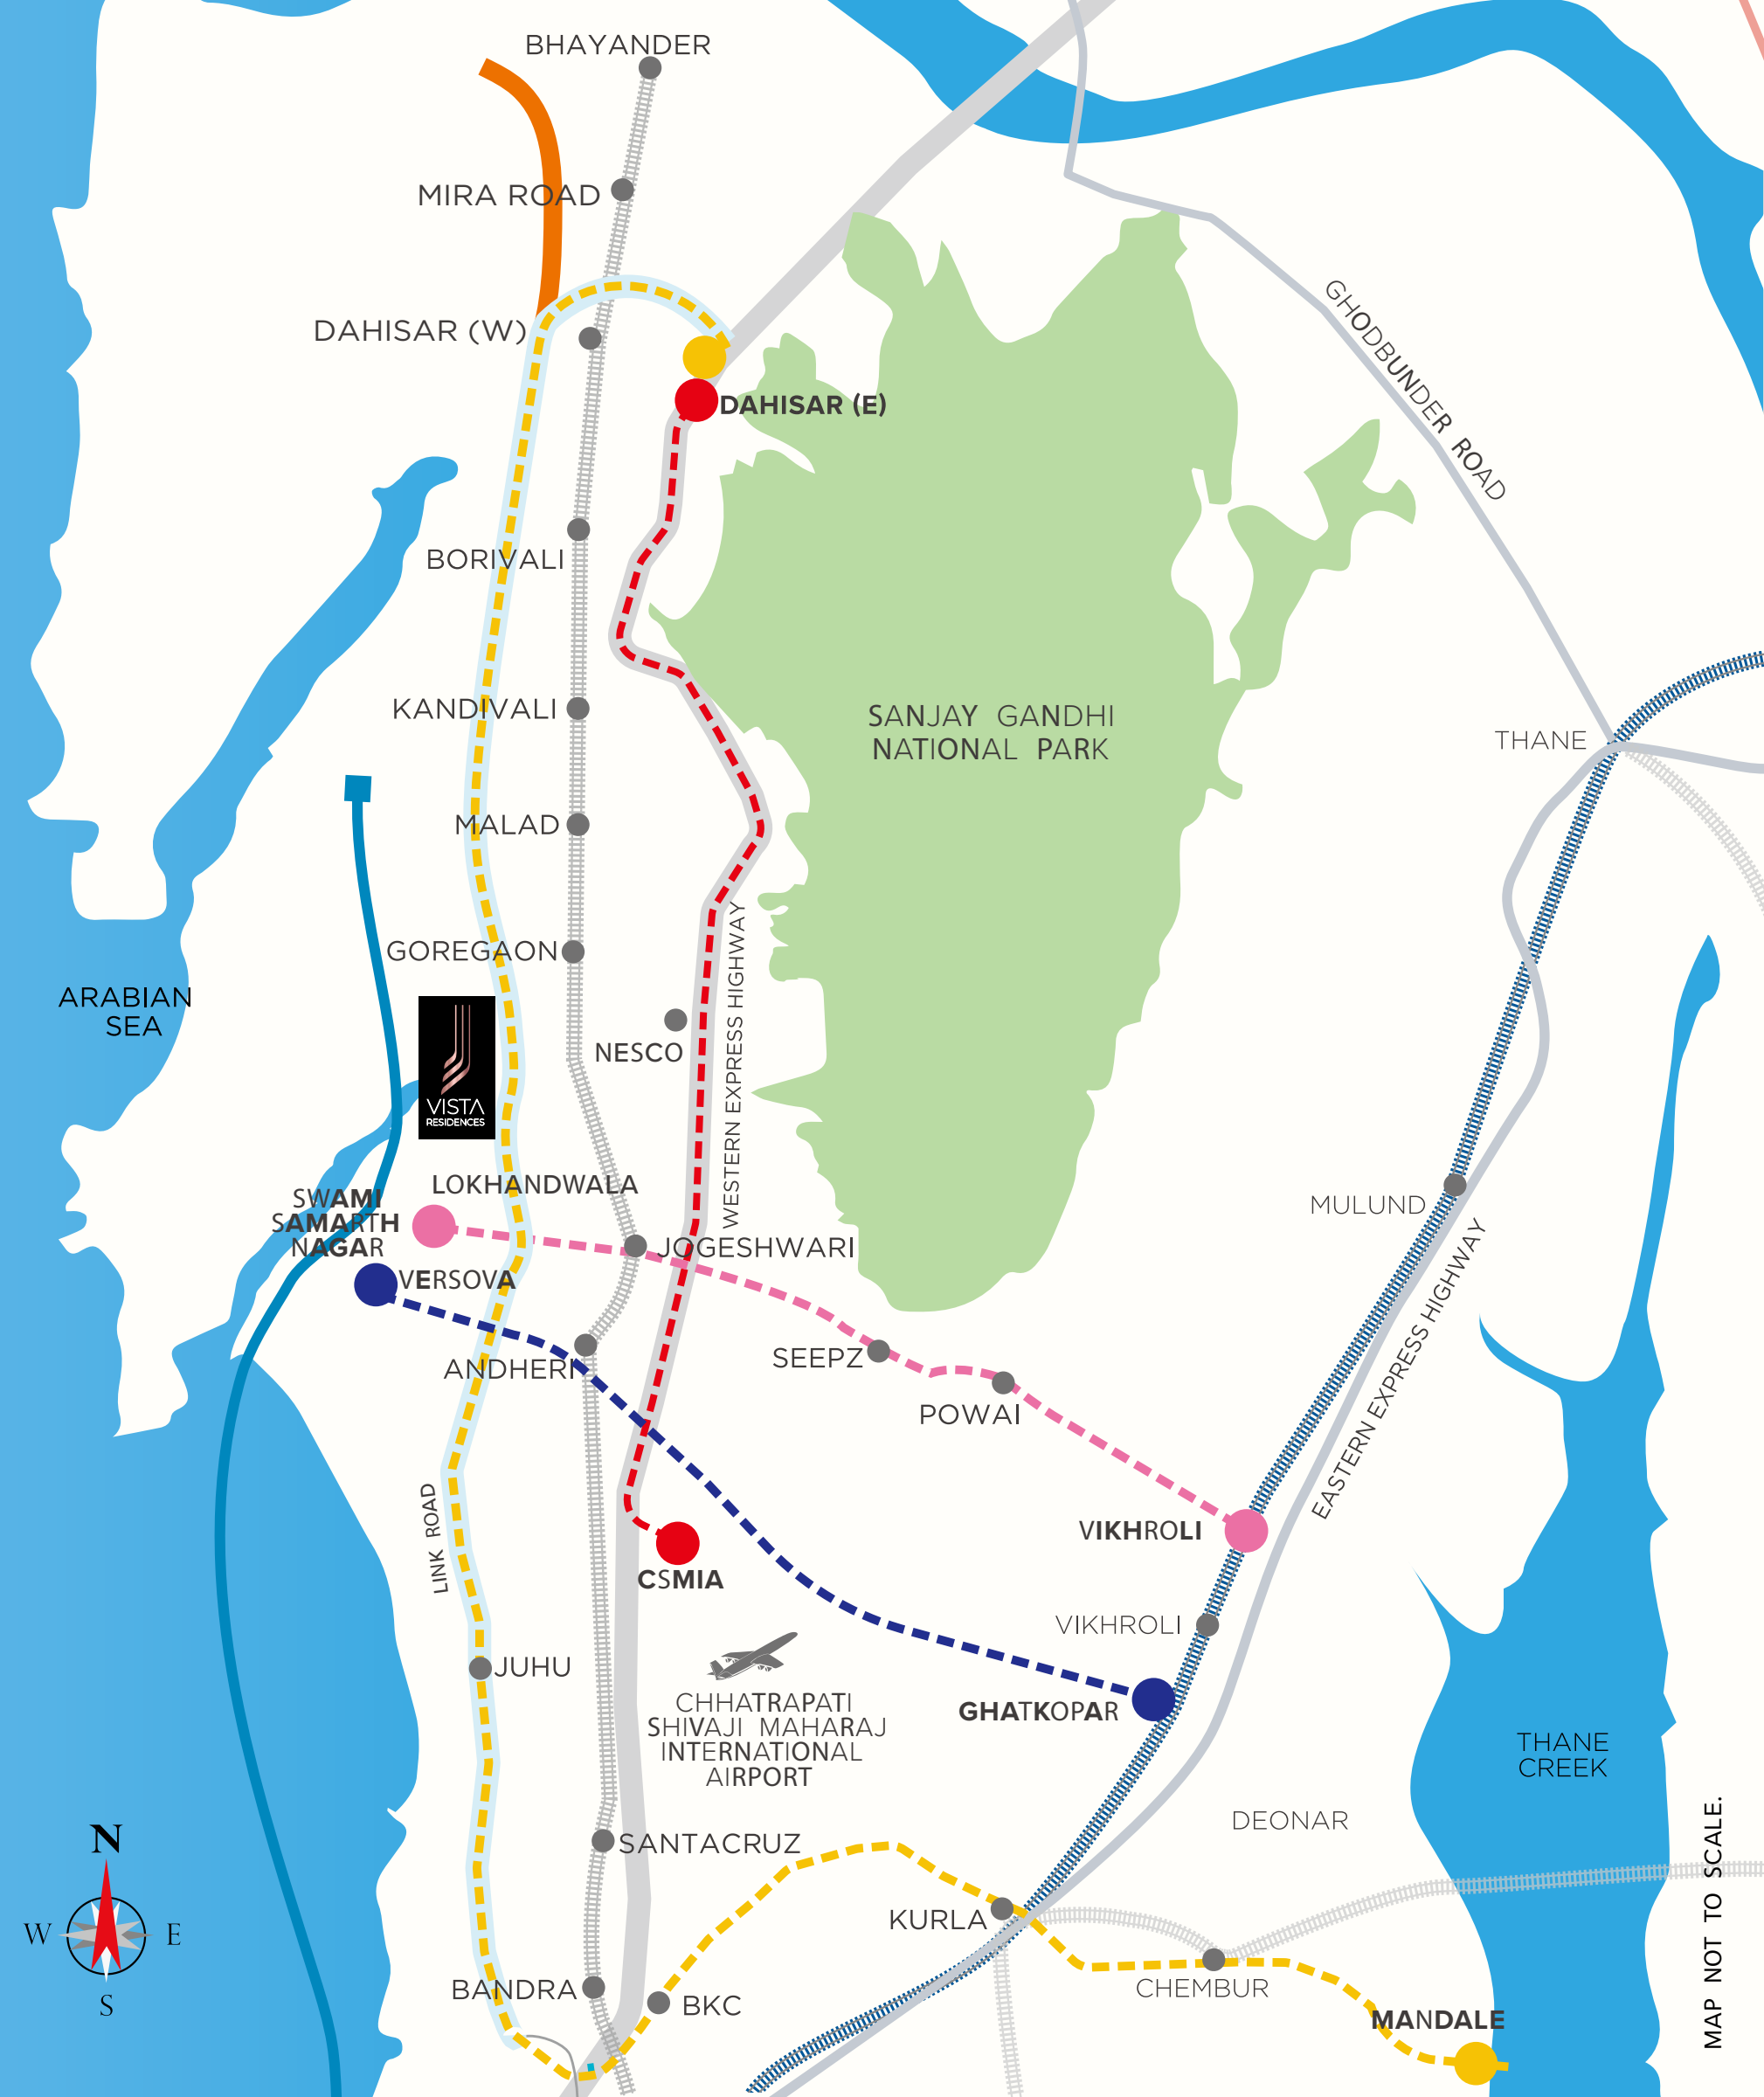 BHAYANDER
MIRA ROAD
DAHISAR (W)
DAHISAR (E)
GHODBUNDER ROAD
BORIVALI
KANDIVALI
SANJAY GANDHI
NATIONAL PARK
THANE
MALAD
GOREGAON
WESTERN EXPRESS HIGHWAY
ARABIAN
SEA
NESCO
VISTA
RESIDENCES
LOKHANDWALA
SWAMI
SAMARTH
NAGAR
MULUND
JOGESHWARI
EASTERN EXPRESS HIGHWAY
VERSOVA
ANDHERI
SEEPZ
POWAI
LINK ROAD
VIKHROLI
CSMIA
VIKHROLI
JUHU
CHHATRAPATI
SHIVAJI MAHARAJ
INTERNATIONAL
AIRPORT
GHATKOPAR
THANE
CREEK
DEONAR
N
W
E
S
SANTACRUZ
KURLA
BANDRA
BKC
CHEMBUR
MANDALE
MAP NOT TO SCALE.